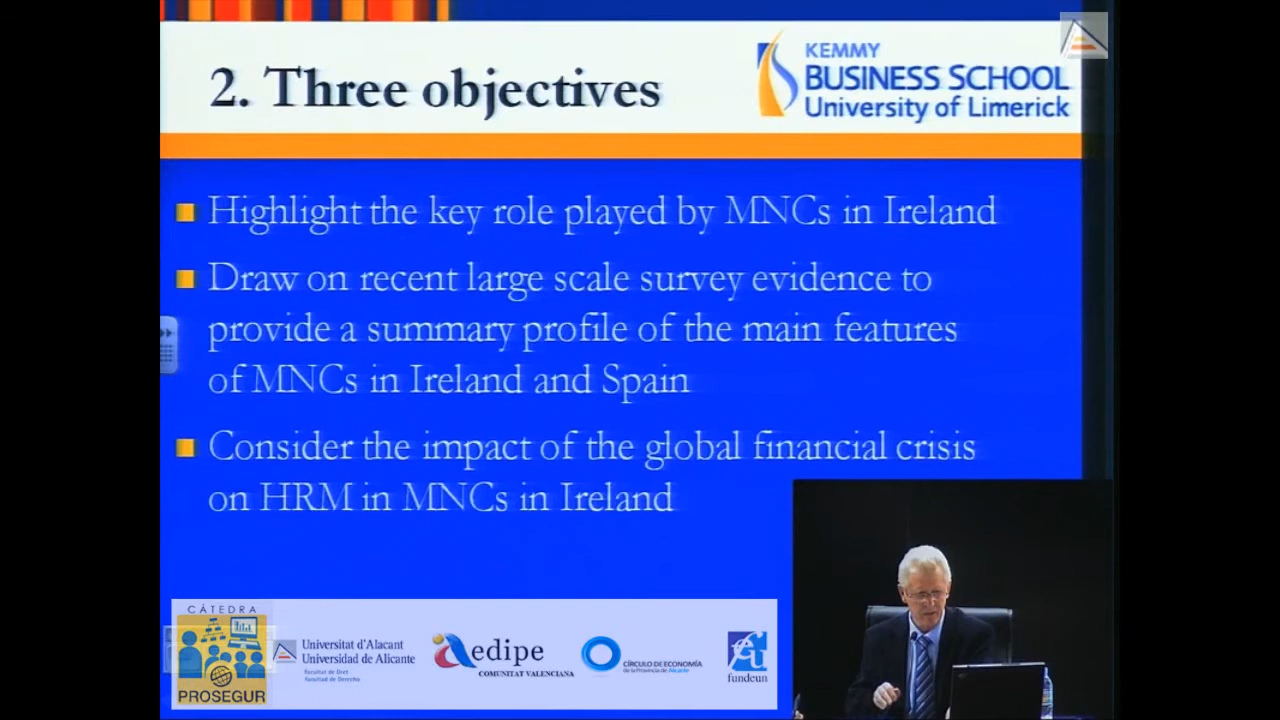 2. Three objectives
KEMMY
BUSINESS SCHOOL
University of Limerick
Highlight the key role played by MNCs in Ireland
Draw on recent large scale survey evidence to
provide a summary profile of the main features
of MNCs in Ireland and Spain
Consider the impact of the global financial crisis
on HRM in MNCs in Ireland
CÁTEDRA
PROSEGUR
Universitat d'Alacant
Universidad de Alicante
Facultat de Dret
Facultad de Derecho
aedipe
COMUNITAT VALENCIANA
CÍRCULO DE ECONOMÍA
de la Provincia de Alicante
fundeun